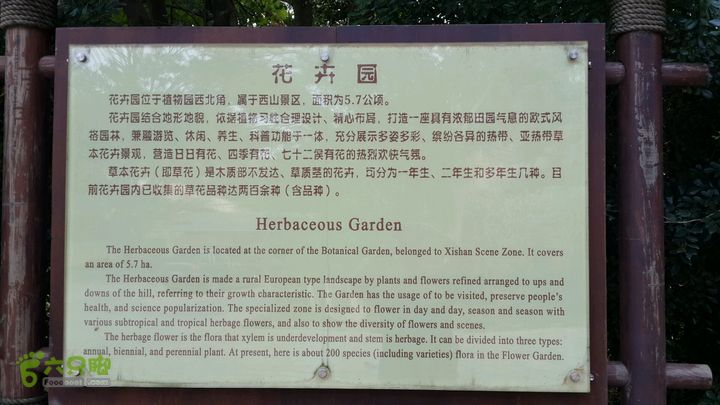 花卉园
花卉园位于植物园西北角，属于西山景区，面积为5.7公顷。
花卉园结合地形地貌，依据植物习性合理设计、精心布局，打造一座具有浓郁田园气息的欧式风
格园林，兼融游览、休闲、养生、科普功能于一体，充分展示多姿多彩、缤纷各异的热带、亚热带草
本花卉景观，营造日日有花、四季有花、七十二侯有花的热烈欢快气氛。
草本花卉（即草花）是木质部不发达、草质茎的花卉，可分为一年生、二年生和多年生几种。目
前花卉园内已收集的草花品种达两百余种（含品种）。
Herbaceous Garden
The Herbaceous Garden is located at the corner of the Botanical Garden, belonged to Xishan Scene Zone. It covers
an area of 5.7 ha.
The Herbaceous Garden is made a rural European type landscape by plants and flowers refined arranged to ups and
downs of the hill, referring to their growth characteristic. The Garden has the usage of to be visited, preserve people's
health, and science popularization. The specialized zone is designed to flower in day and day, season and season with
various subtropical and tropical herbage flowers, and also to show the diversity of flowers and scenes.
The herbage flower is the flora that xylem is underdevelopment and stem is herbage. It can be divided into three types:
annual, biennial, and perennial plant. At present, here is about 200 species (including varieties) flora in the Flower Garden.
六只脚
Foooooot.com